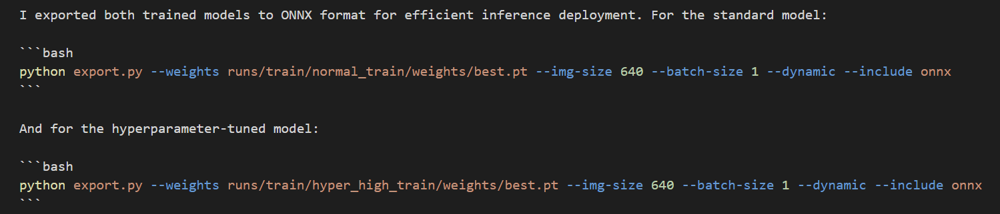 I exported both trained models to ONNX format for efficient inference deployment. For the standard model:
```bash
python export.py --weights runs/train/normal_train/weights/best.pt --img-size 640 --batch-size 1 --dynamic --include onnx
```
And for the hyperparameter-tuned model:
```bash
python export.py --weights runs/train/hyper_high_train/weights/best.pt --img-size 640 --batch-size 1 --dynamic --include onnx
```